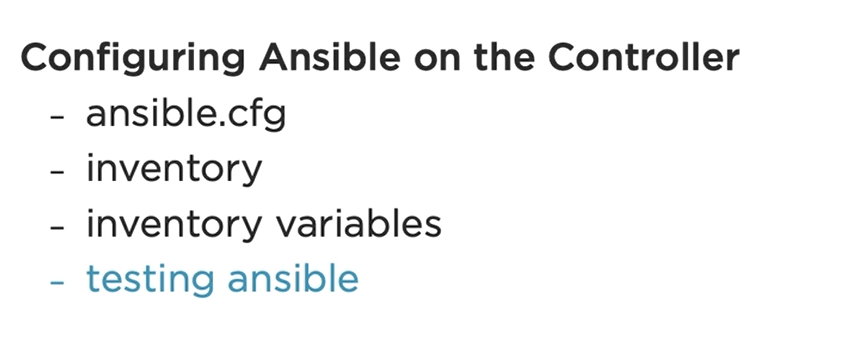 Configuring Ansible on the Controller
- ansible.cfg
- inventory
- inventory variables
- testing ansible